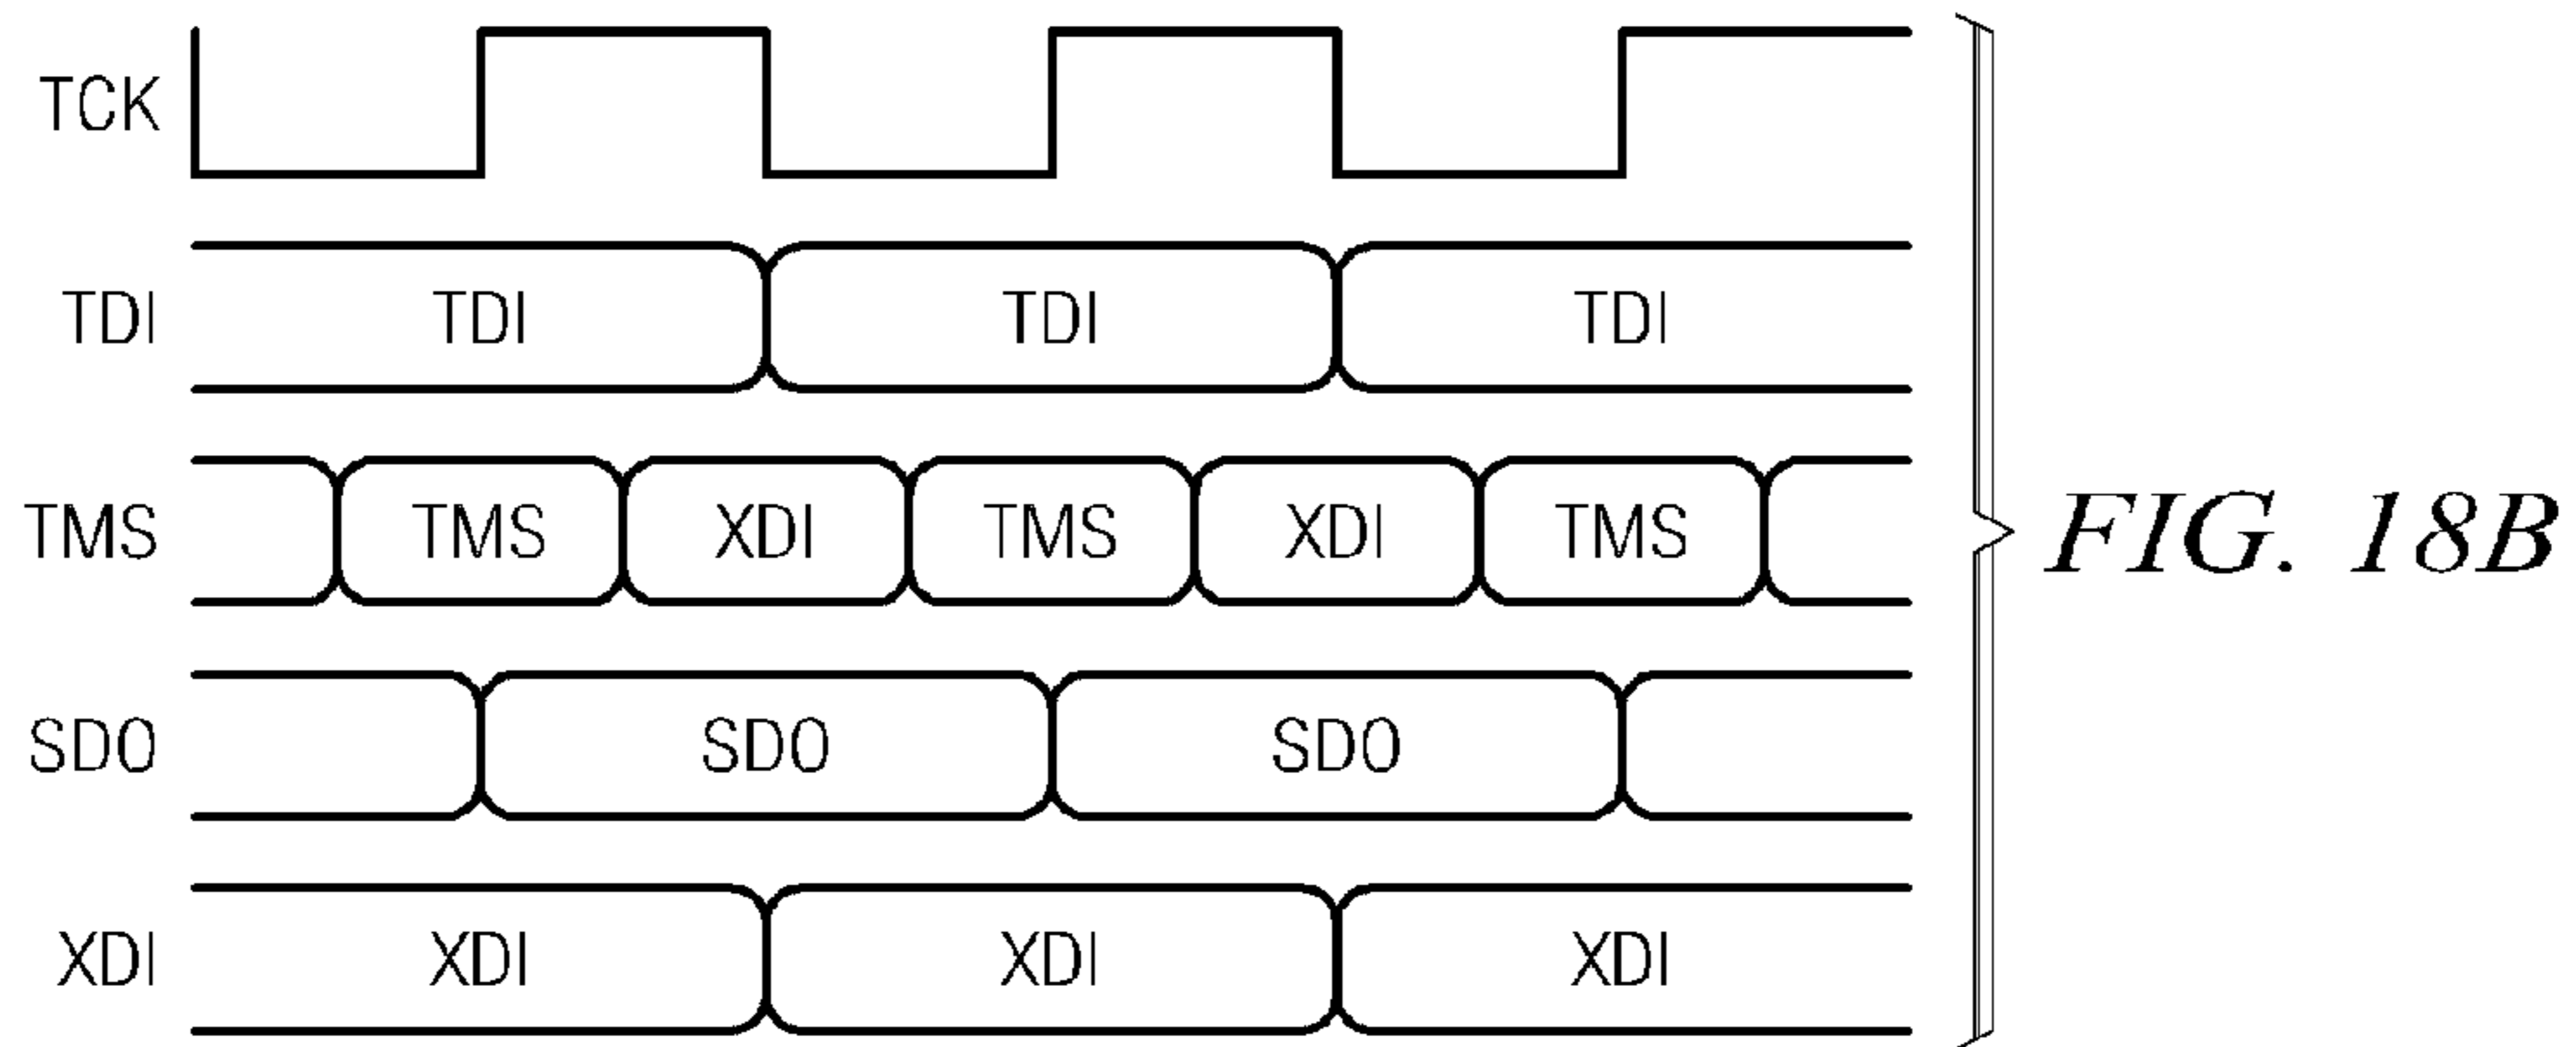 TCK
TDI TDI TDI TDI
TMS TMS XDI TMS XDI TMS
SDO SDO SDO
XDI XDI XDI XDI
FIG. 18B